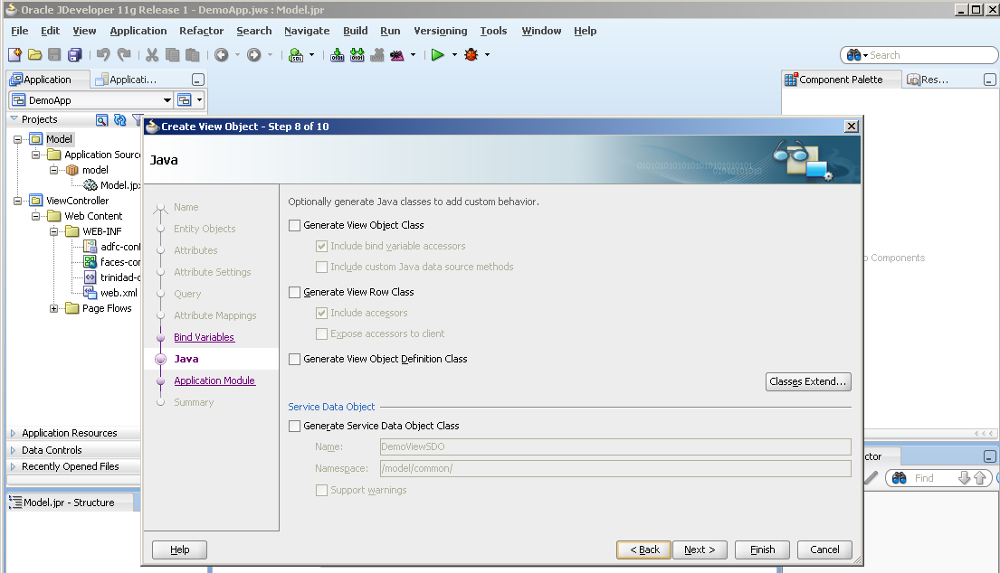 Oracle JDeveloper 11g Release 1 - DemoApp.jws : Model.jpr
File Edit View Application Refactor Search Navigate Build Run Versioning Tools Window Help
Search
Application
Applicati...
Component Palette
Res...
DemoApp
Projects
Model
Application Sourc
model
Model.jpx
ViewController
Web Content
WEB-INF
adfc-conf
faces-con
trinidad-c
web.xml
Page Flows
Application Resources
Data Controls
Recently Opened Files
Model.jpr - Structure
Create View Object - Step 8 of 10
Java
Name
Entity Objects
Attributes
Attribute Settings
Query
Attribute Mappings
Bind Variables
Java
Application Module
Summary
Optionally generate Java classes to add custom behavior.
Generate View Object Class
Include bind variable accessors
Include custom Java data source methods
Generate View Row Class
Include accessors
Expose accessors to client
Generate View Object Definition Class
Classes Extend...
Service Data Object
Generate Service Data Object Class
Name: DemoViewSDO
Namespace: /model/common/
Support warnings
Help
< Back
Next >
Finish
Cancel
o Components
ctor
Find